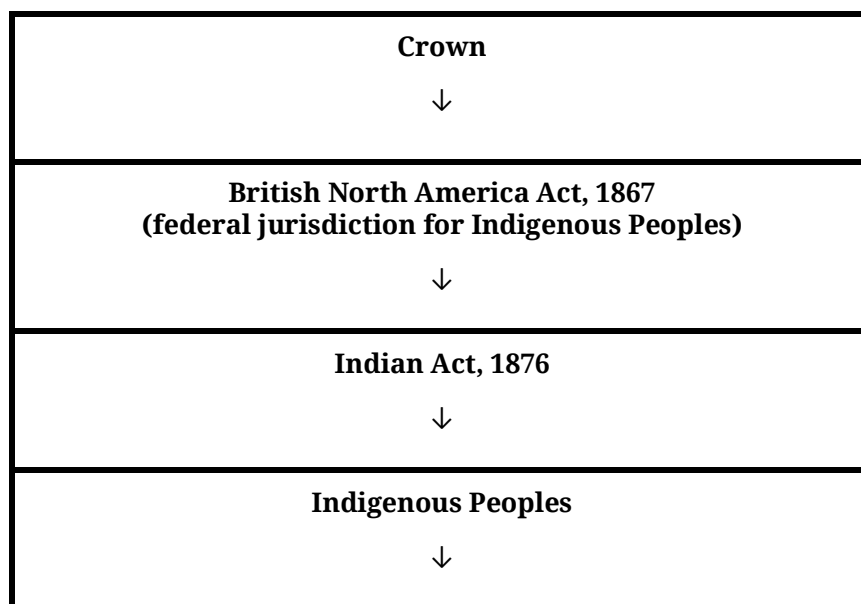 Crown
↓
British North America Act, 1867
(federal jurisdiction for Indigenous Peoples)
↓
Indian Act, 1876
↓
Indigenous Peoples
↓